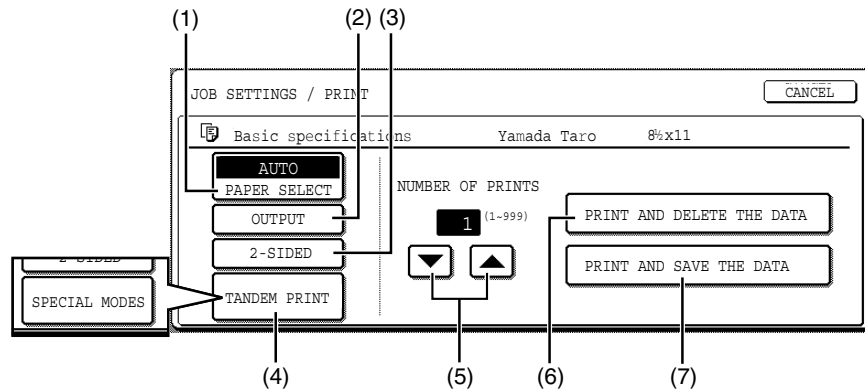 (1) (2) (3)
JOB SETTINGS / PRINT
CANCEL
Basic specifications Yamada Taro 8½x11
AUTO
PAPER SELECT
OUTPUT
2-SIDED
TANDEM PRINT
2-SIDED
SPECIAL MODES
NUMBER OF PRINTS
1 (1~999)
PRINT AND DELETE THE DATA
PRINT AND SAVE THE DATA
(4) (5) (6) (7)